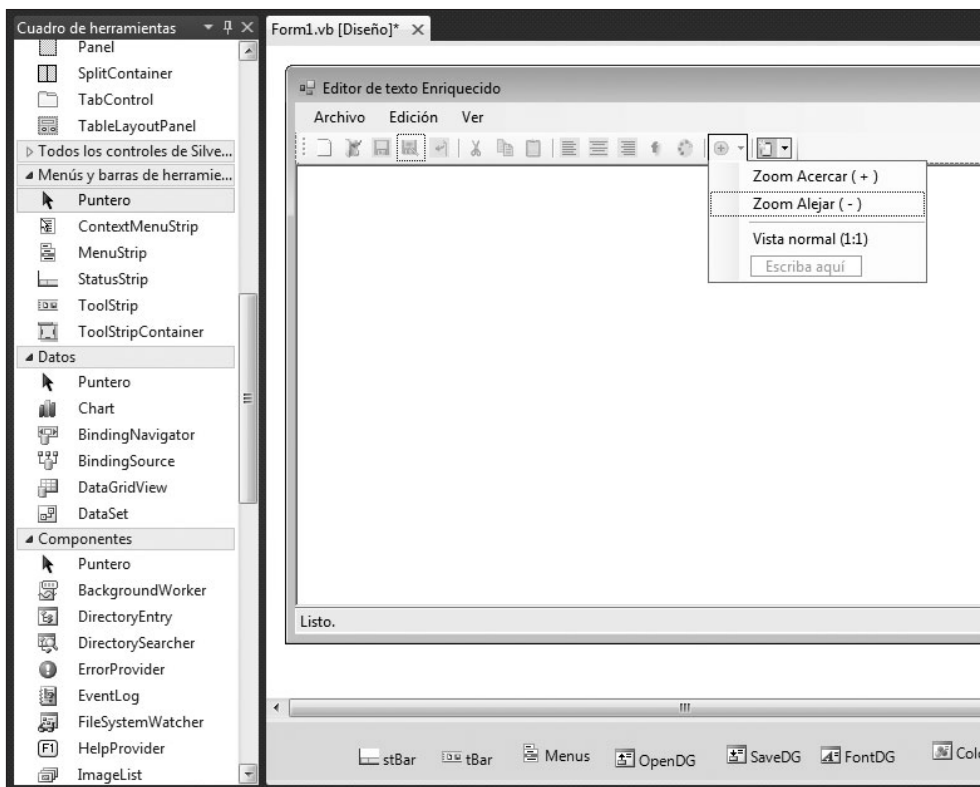 Cuadro de herramientas
Panel
SplitContainer
TabControl
TableLayoutPanel
Todos los controles de Silve...
Menús y barras de herramie...
Puntero
ContextMenuStrip
MenuStrip
StatusStrip
ToolStrip
ToolStripContainer
Datos
Puntero
Chart
BindingNavigator
BindingSource
DataGridView
DataSet
Componentes
Puntero
BackgroundWorker
DirectoryEntry
DirectorySearcher
ErrorProvider
EventLog
FileSystemWatcher
F1 HelpProvider
ImageList
Form1.vb [Diseño]*
Editor de texto Enriquecido
Archivo Edición Ver
Zoom Acercar ( + )
Zoom Alejar ( - )
Vista normal (1:1)
Escriba aquí
Listo.
stBar tBar Menus OpenDG SaveDG FontDG Colo